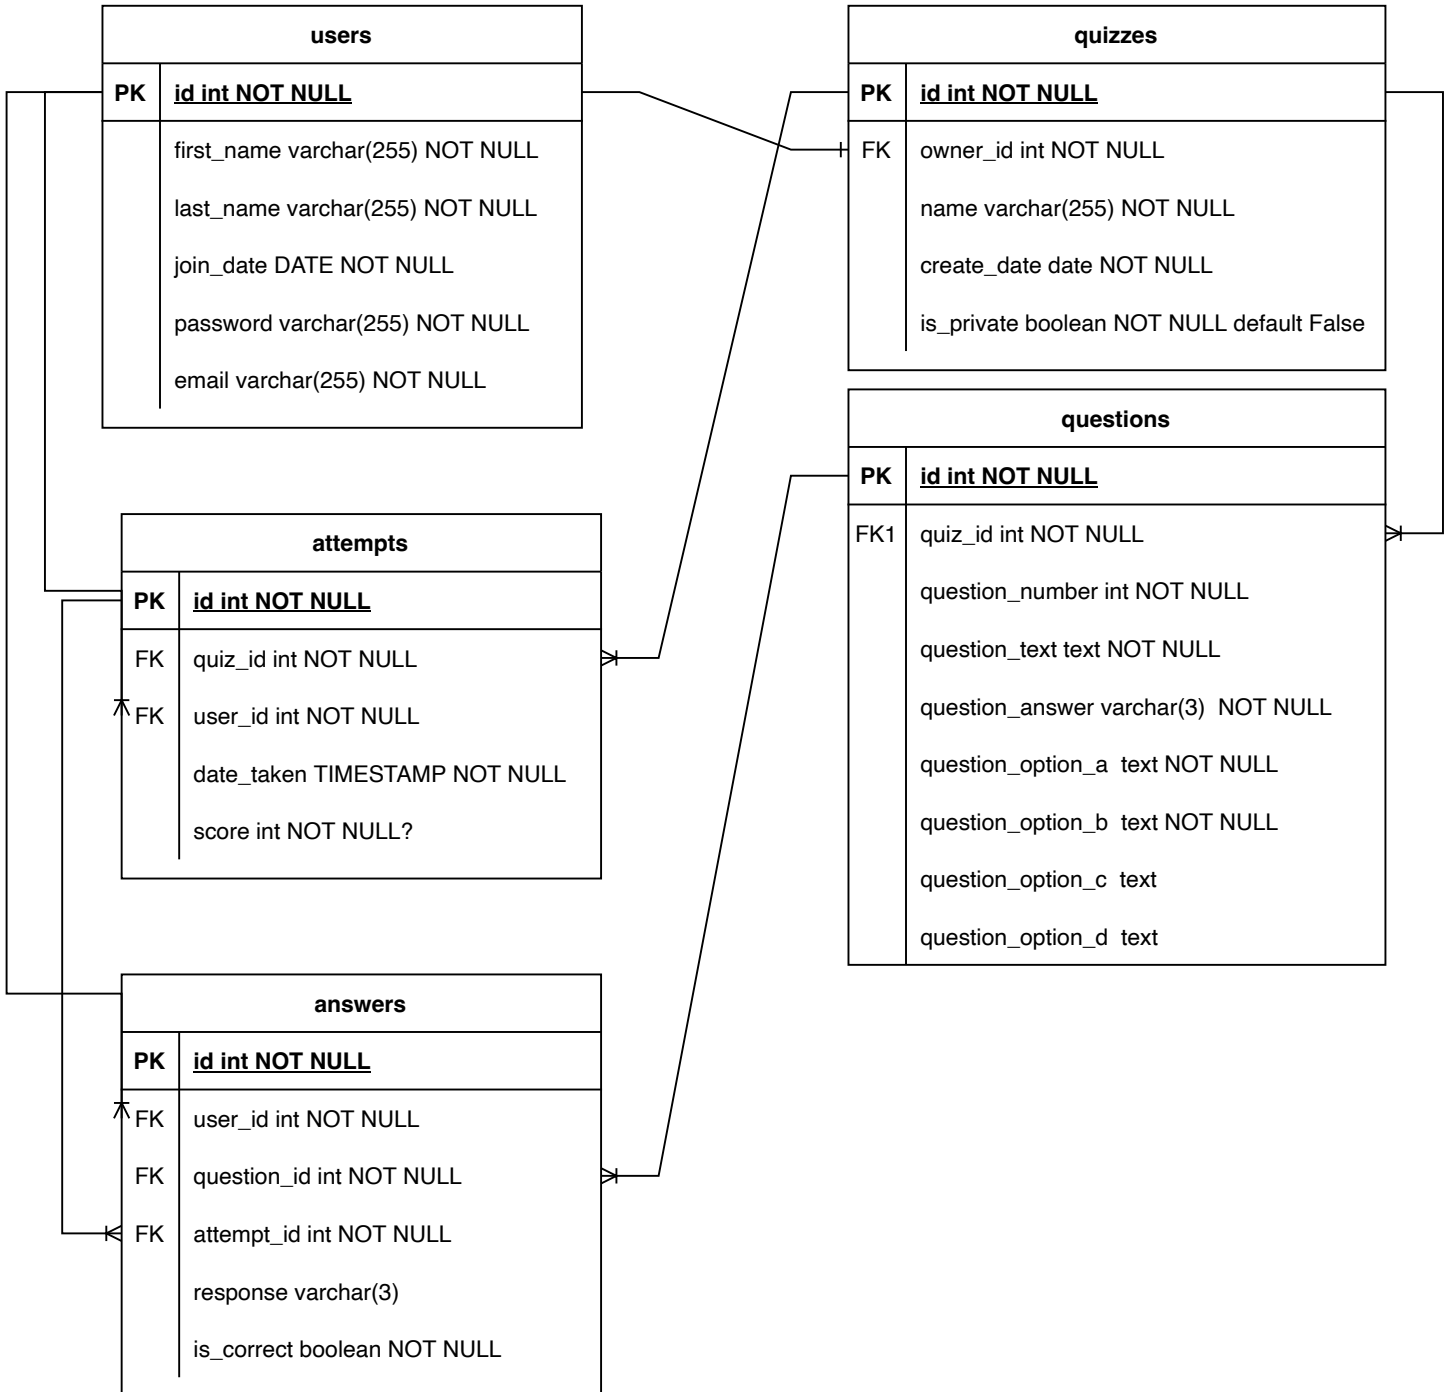 users
PK id int NOT NULL
first_name varchar(255) NOT NULL
last_name varchar(255) NOT NULL
join_date DATE NOT NULL
password varchar(255) NOT NULL
email varchar(255) NOT NULL
quizzes
PK id int NOT NULL
FK owner_id int NOT NULL
name varchar(255) NOT NULL
create_date date NOT NULL
is_private boolean NOT NULL default False
questions
PK id int NOT NULL
FK1 quiz_id int NOT NULL
question_number int NOT NULL
question_text text NOT NULL
question_answer varchar(3)  NOT NULL
question_option_a  text NOT NULL
question_option_b  text NOT NULL
question_option_c  text
question_option_d  text
attempts
PK id int NOT NULL
FK quiz_id int NOT NULL
FK user_id int NOT NULL
date_taken TIMESTAMP NOT NULL
score int NOT NULL?
answers
PK id int NOT NULL
FK user_id int NOT NULL
FK question_id int NOT NULL
FK attempt_id int NOT NULL
response varchar(3)
is_correct boolean NOT NULL